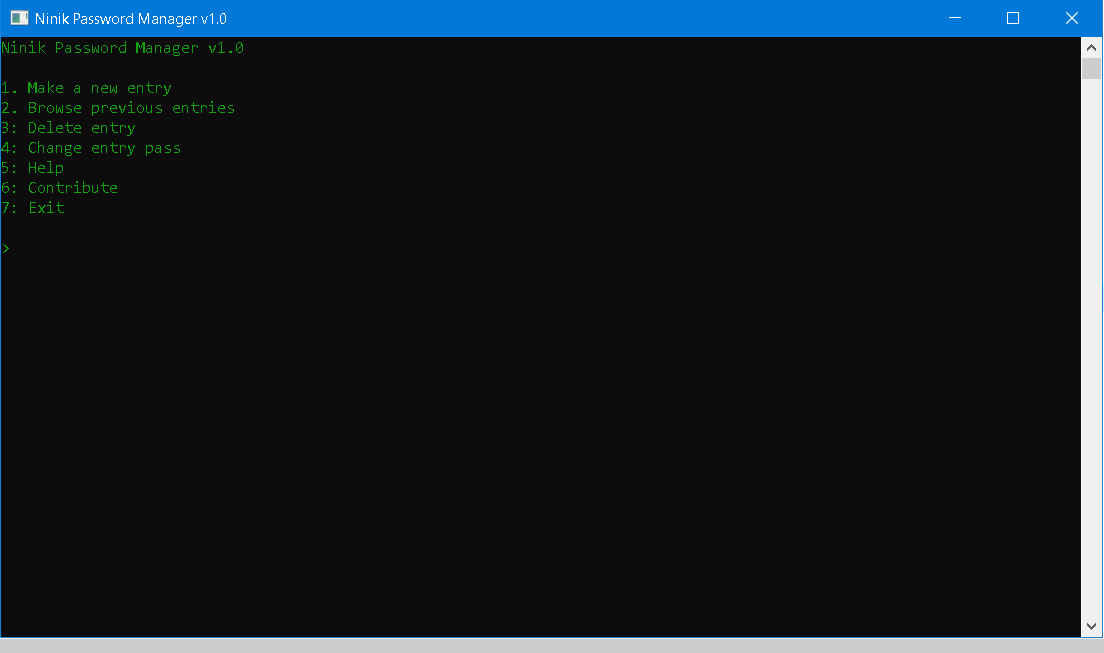 Ninik Password Manager v1.0
Ninik Password Manager v1.0
1. Make a new entry
2. Browse previous entries
3: Delete entry
4: Change entry pass
5: Help
6: Contribute
7: Exit
>